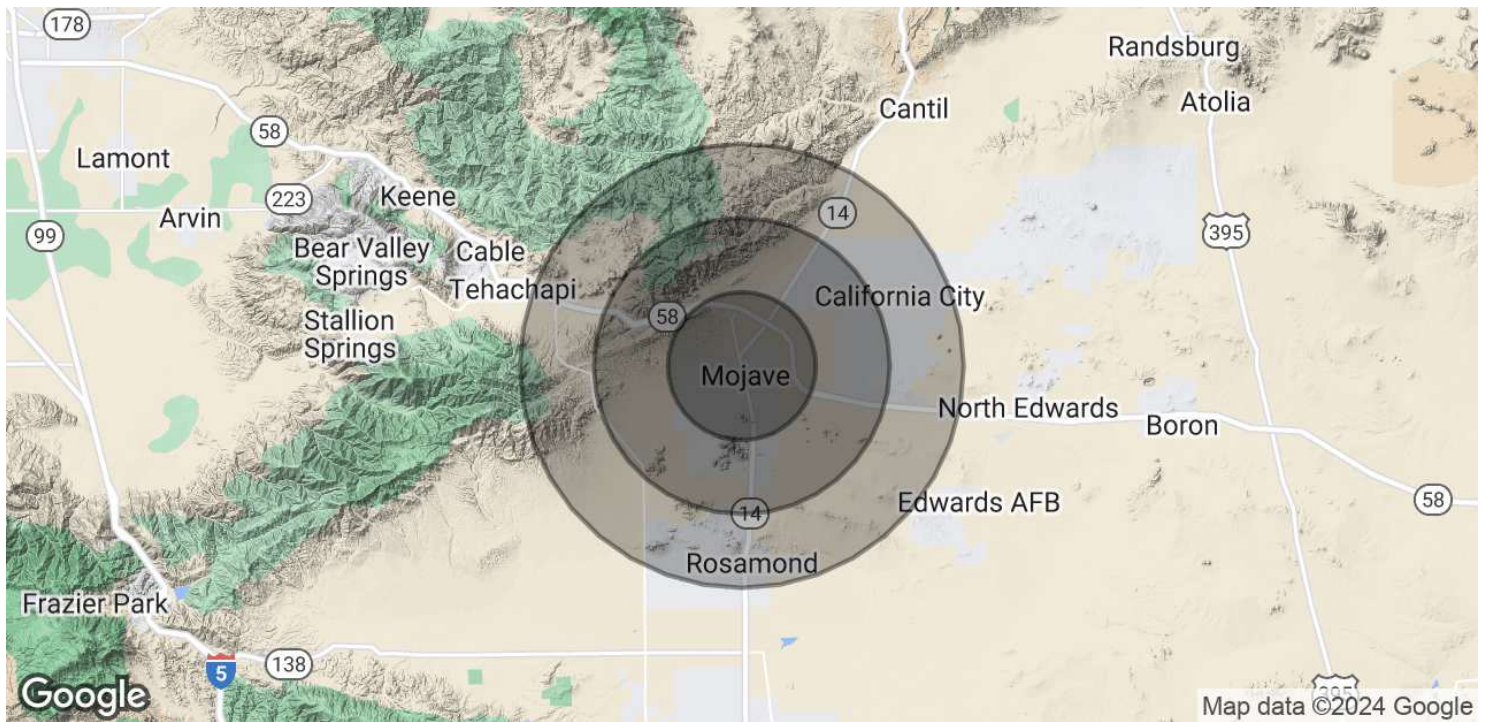 178
Randsburg
Cantil
Atolia
58
Lamont
Keene
223
14
Arvin
99
395
Bear Valley
Springs
Cable
Tehachapi
California City
58
Stallion
Springs
Mojave
North Edwards
Boron
Edwards AFB
58
14
Rosamond
Frazier Park
138
5
395
Google
Map data ©2024 Google